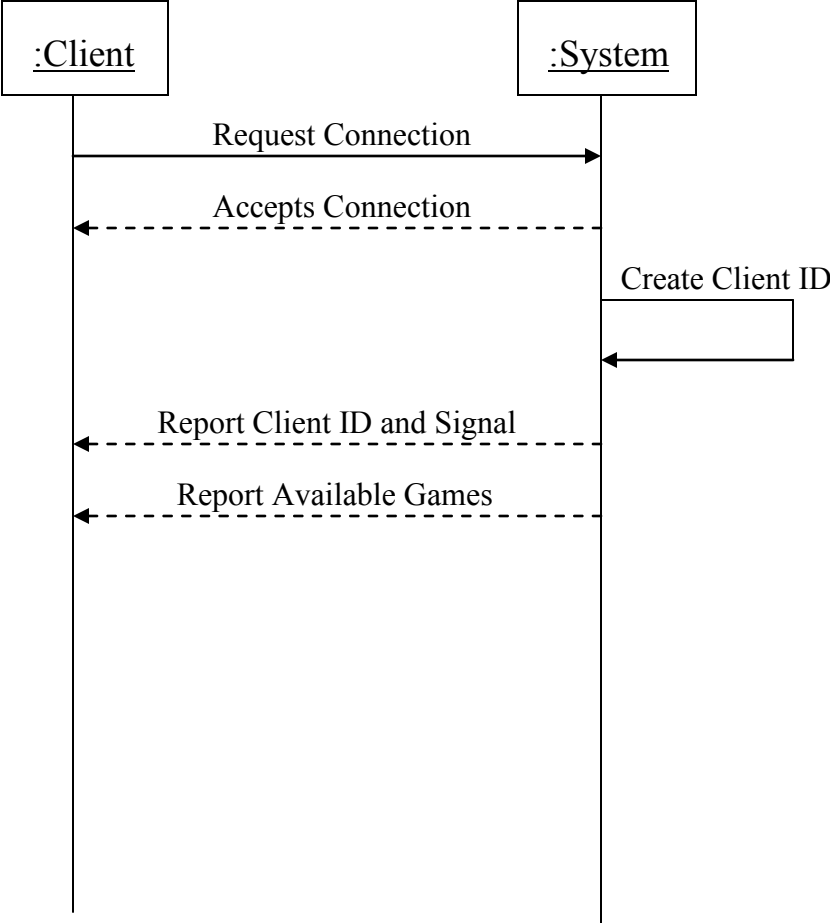 :Client
:System
Request Connection
Accepts Connection
Create Client ID
Report Client ID and Signal
Report Available Games